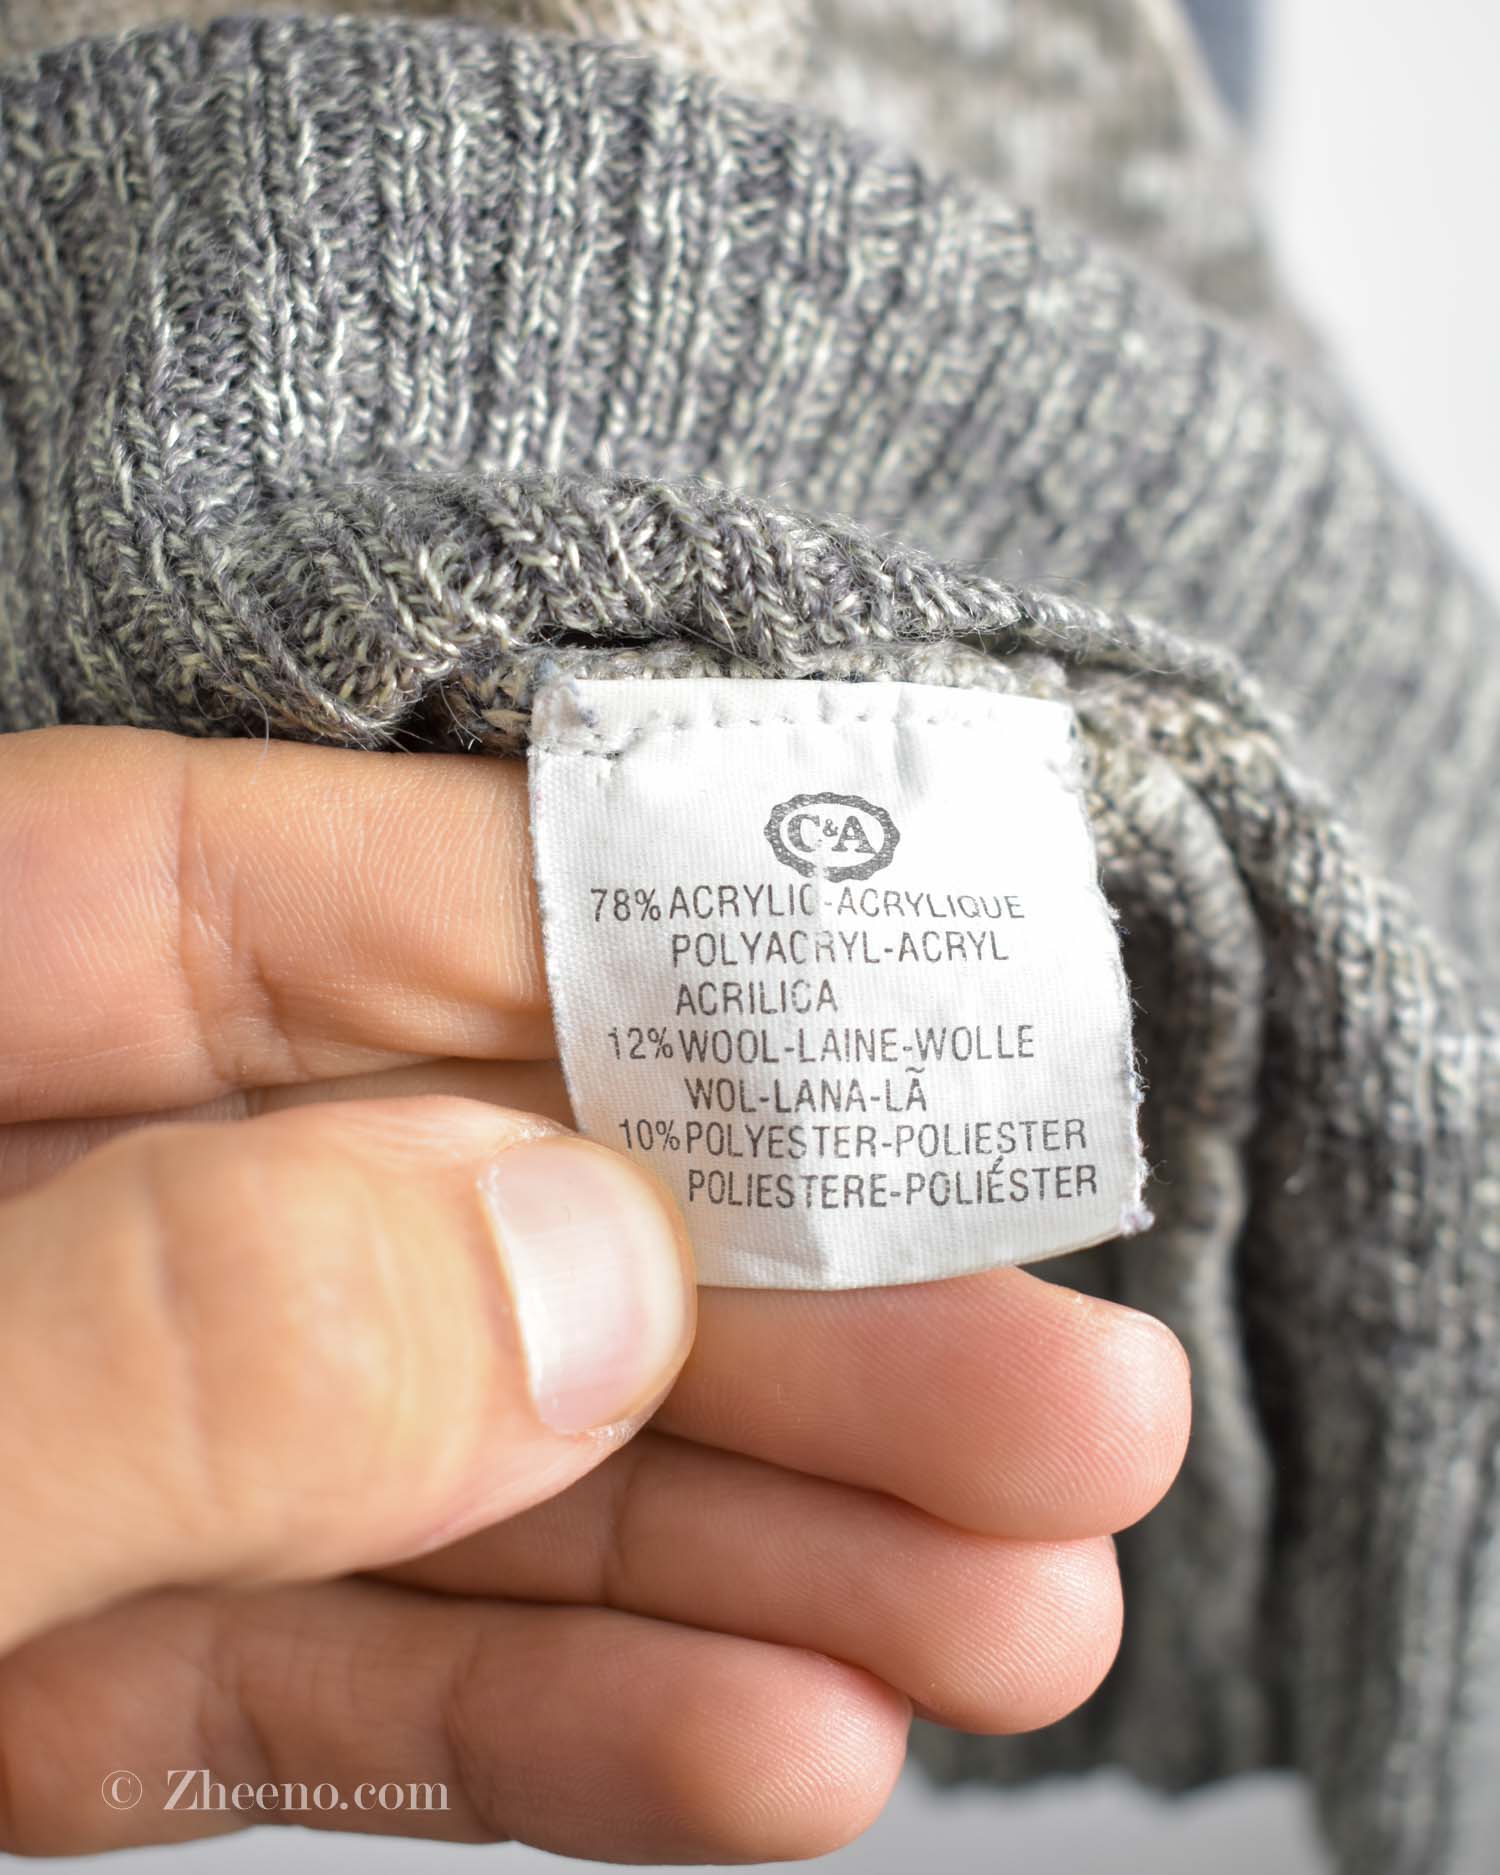 C&A
78% ACRYLIC-ACRYLIQUE
POLYACRYL-ACRYL
ACRILICA
12% WOOL-LAINE-WOLLE
WOL-LANA-LÃ
10% POLYESTER-POLIEȘTER
POLIESTERE-POLIÉSTER
© Zheeno.com